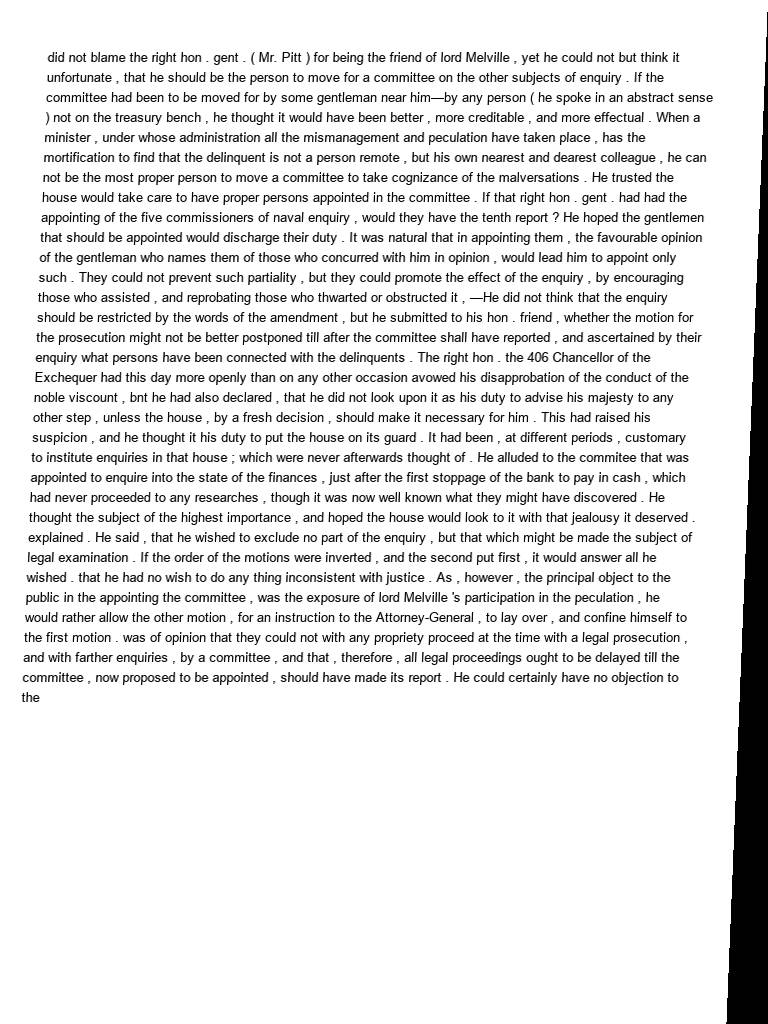 did not blame the right hon . gent . ( Mr. Pitt ) for being the friend of lord Melville , yet he could not but think it
unfortunate , that he should be the person to move for a committee on the other subjects of enquiry . If the
committee had been to be moved for by some gentleman near him—by any person ( he spoke in an abstract sense
) not on the treasury bench , he thought it would have been better , more creditable , and more effectual . When a
minister , under whose administration all the mismanagement and peculation have taken place , has the
mortification to find that the delinquent is not a person remote , but his own nearest and dearest colleague , he can
not be the most proper person to move a committee to take cognizance of the malversations . He trusted the
house would take care to have proper persons appointed in the committee . If that right hon . gent . had had the
appointing of the five commissioners of naval enquiry , would they have the tenth report ? He hoped the gentlemen
that should be appointed would discharge their duty . It was natural that in appointing them , the favourable opinion
of the gentleman who names them of those who concurred with him in opinion , would lead him to appoint only
such . They could not prevent such partiality , but they could promote the effect of the enquiry , by encouraging
those who assisted , and reprobating those who thwarted or obstructed it , —He did not think that the enquiry
should be restricted by the words of the amendment , but he submitted to his hon . friend , whether the motion for
the prosecution might not be better postponed till after the committee shall have reported , and ascertained by their
enquiry what persons have been connected with the delinquents . The right hon . the 406 Chancellor of the
Exchequer had this day more openly than on any other occasion avowed his disapprobation of the conduct of the
noble viscount , bnt he had also declared , that he did not look upon it as his duty to advise his majesty to any
other step , unless the house , by a fresh decision , should make it necessary for him . This had raised his
suspicion , and he thought it his duty to put the house on its guard . It had been , at different periods , customary
to institute enquiries in that house ; which were never afterwards thought of . He alluded to the commitee that was
appointed to enquire into the state of the finances , just after the first stoppage of the bank to pay in cash , which
had never proceeded to any researches , though it was now well known what they might have discovered . He
thought the subject of the highest importance , and hoped the house would look to it with that jealousy it deserved .
explained . He said , that he wished to exclude no part of the enquiry , but that which might be made the subject of
legal examination . If the order of the motions were inverted , and the second put first , it would answer all he
wished . that he had no wish to do any thing inconsistent with justice . As , however , the principal object to the
public in the appointing the committee , was the exposure of lord Melville 's participation in the peculation , he
would rather allow the other motion , for an instruction to the Attorney-General , to lay over , and confine himself to
the first motion . was of opinion that they could not with any propriety proceed at the time with a legal prosecution ,
and with farther enquiries , by a committee , and that , therefore , all legal proceedings ought to be delayed till the
committee , now proposed to be appointed , should have made its report . He could certainly have no objection to
the